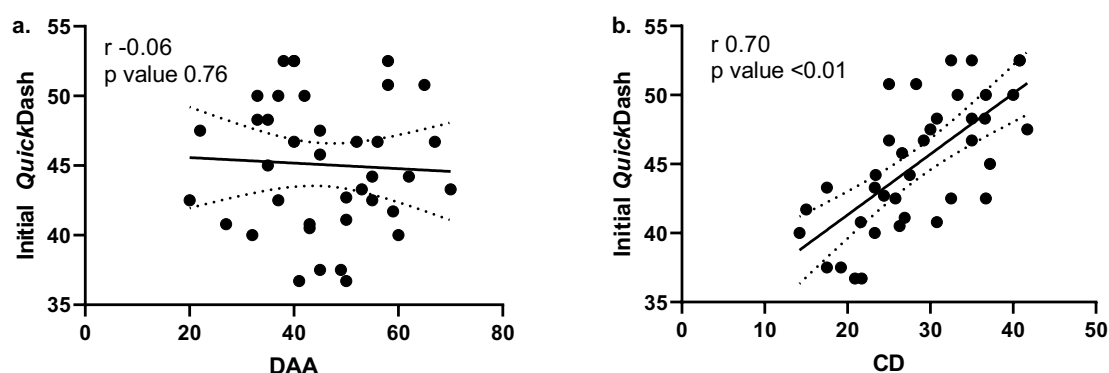 a.
r -0.06
p value 0.76
Initial QuickDash
55
50
45
40
35
0 20 40 60 80
DAA
b.
r 0.70
p value <0.01
Initial QuickDash
55
50
45
40
35
0 10 20 30 40 50
CD